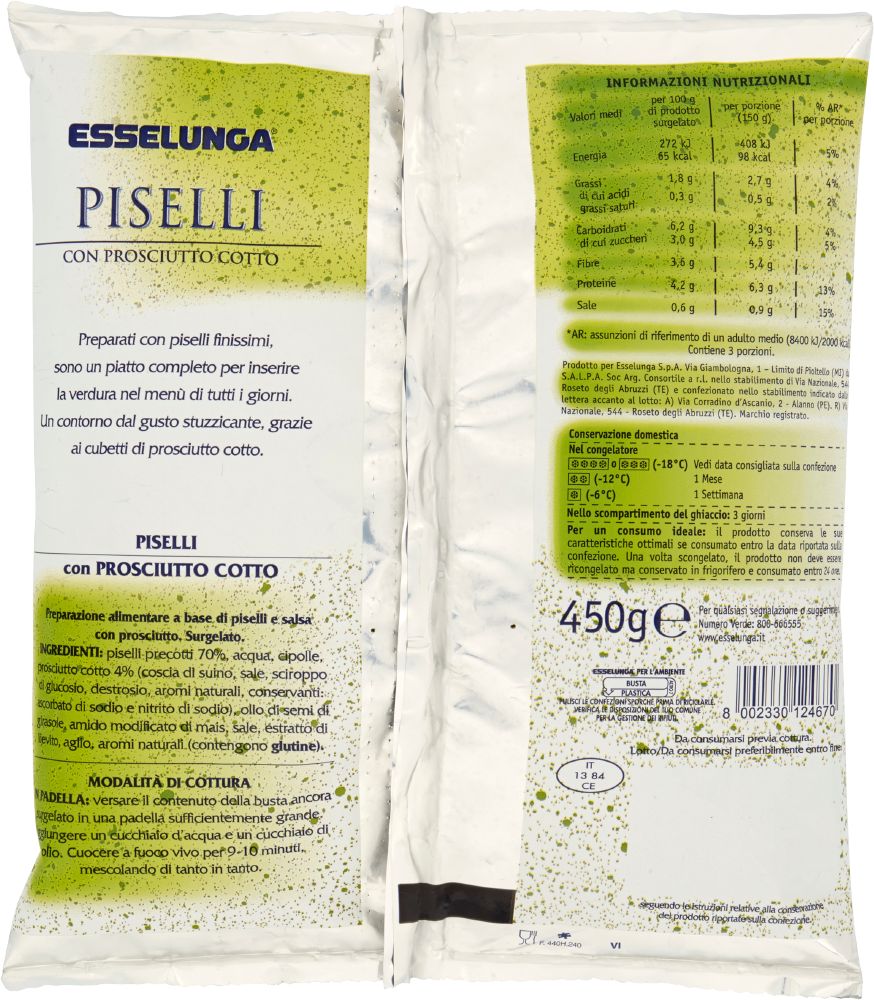 ESSELUNGA
PISELLI
CON PROSCIUTTO COTTO
Preparati con piselli finissimi,
sono un piatto completo per inserire
la verdura nel menù di tutti i giorni.
Un contorno dal gusto stuzzicante, grazie
ai cubetti di prosciutto cotto.
PISELLI
con PROSCIUTTO COTTO
Preparazione alimentare a base di piselli e salsa
con prosciutto. Surgelato.
INGREDIENTI: piselli precotti 70%, acqua, cipolle,
prosciutto cotto 4% (coscia di suino, sale, sciroppo
di glucosio, destrosio, aromi naturali, conservanti:
ascorbato di sodio e nitrito di sodio), olio di semi di
girasole, amido modificato di mais, sale, estratto di
lievito, aglio, aromi naturali (contengono glutine).
MODALITÀ DI COTTURA
IN PADELLA: versare il contenuto della busta ancora
surgelato in una padella sufficientemente grande,
aggiungere un cucchiaio d'acqua e un cucchiaio di
olio. Cuocere a fuoco vivo per 9-10 minuti,
mescolando di tanto in tanto.
INFORMAZIONI NUTRIZIONALI
Valori medi per 100 g di prodotto surgelato* per porzione (150 g) % AR* per porzione
Energia 272 kJ 65 kcal 408 kJ 98 kcal 5%
Grassi 1,8 g 2,7 g 4%
di cui acidi grassi saturi 0,3 g 0,5 g 2%
Carboidrati 6,2 g 9,3 g 4%
di cui zuccheri 3,0 g 4,5 g 5%
Fibre 3,6 g 5,4 g
Proteine 4,2 g 6,3 g 13%
Sale 0,6 g 0,9 g 15%
*AR: assunzioni di riferimento di un adulto medio (8400 kJ/2000 kcal)
Contiene 3 porzioni.
Prodotto per Esselunga S.p.A. Via Giambologna, 1 - Limito di Pioltello (MI) da
S.A.L.P.A. Soc Arg. Consortile a r.l. nello stabilimento di Via Nazionale, 544
Roseto degli Abruzzi (TE) e confezionato nello stabilimento indicato dalla
lettera accanto al lotto: A) Via Corradino d'Ascanio, 2 - Alanno (PE). R) Via
Nazionale, 544 - Roseto degli Abruzzi (TE). Marchio registrato.
Conservazione domestica
Nel congelatore
o (-18°C) Vedi data consigliata sulla confezione
(-12°C) 1 Mese
(-6°C) 1 Settimana
Nello scompartimento del ghiaccio: 3 giorni
Per un consumo ideale: il prodotto conserva le sue
caratteristiche ottimali se consumato entro la data riportata sulla
confezione. Una volta scongelato, il prodotto non deve essere
ricongelato ma conservato in frigorifero e consumato entro 24 ore.
450g e
Per qualsiasi segnalazione o suggerimento
Numero Verde: 800-666555
www.esselunga.it
ESSELUNGA PER L'AMBIENTE
BUSTA
PLASTICA
PULISCI LE CONFEZIONI SPORCHE PRIMA DI RICICLARLE.
VERIFICA LE DISPOSIZIONI DEL TUO COMUNE
PER LA GESTIONE DEI RIFIUTI.
8 002330 124670
Da consumarsi previa cottura.
Lotto/Da consumarsi preferibilmente entro fine:
IT
13 84
CE
seguendo le istruzioni relative alla conservazione
del prodotto riportate sulla confezione.
F. 440H.240
VI